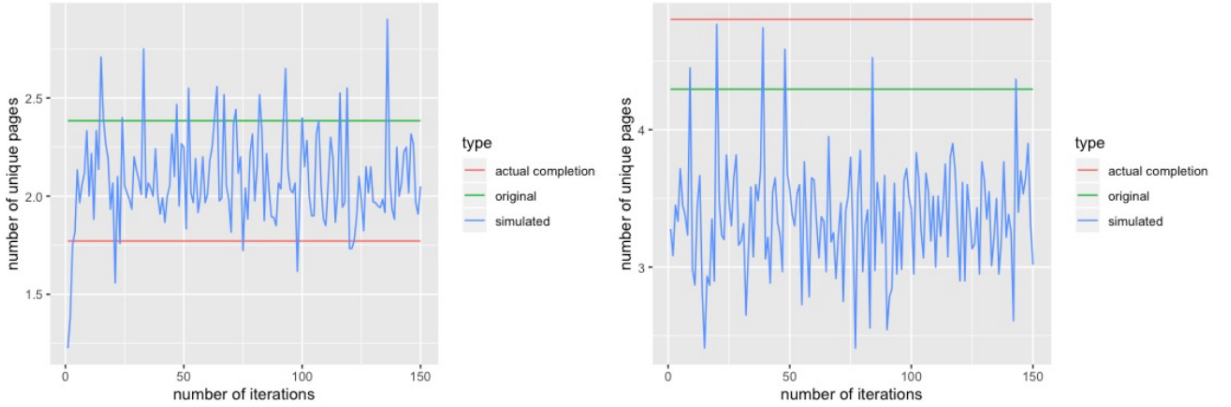 number of unique pages
2.5
2.0
1.5
0
50
100
150
number of iterations
type
actual completion
original
simulated
number of unique pages
4
3
0
50
100
150
number of iterations
type
actual completion
original
simulated